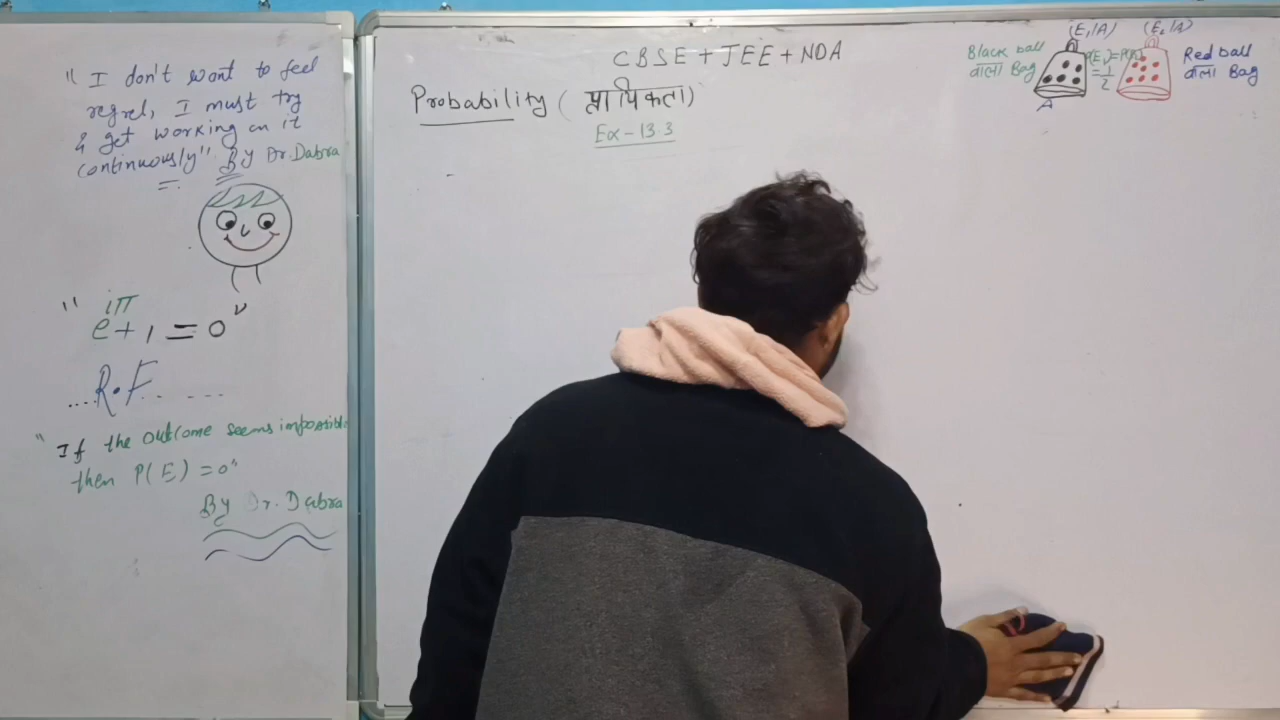 " I don't want to feel
regret, I must try
& get working on it
continuously". By Dr. Dabra
" e^iπ + 1 = 0 "
....R.F.......
"If the outcome seems impossible
then P(E) = 0"
By Dr. Dabra
CBSE + JEE + NDA
Probability ( प्रायिकता )
Ex - 13.3
Black ball
वाला Bag
(E₁/A)
A
= 1/2
(E₂/A)
Red ball
वाला Bag